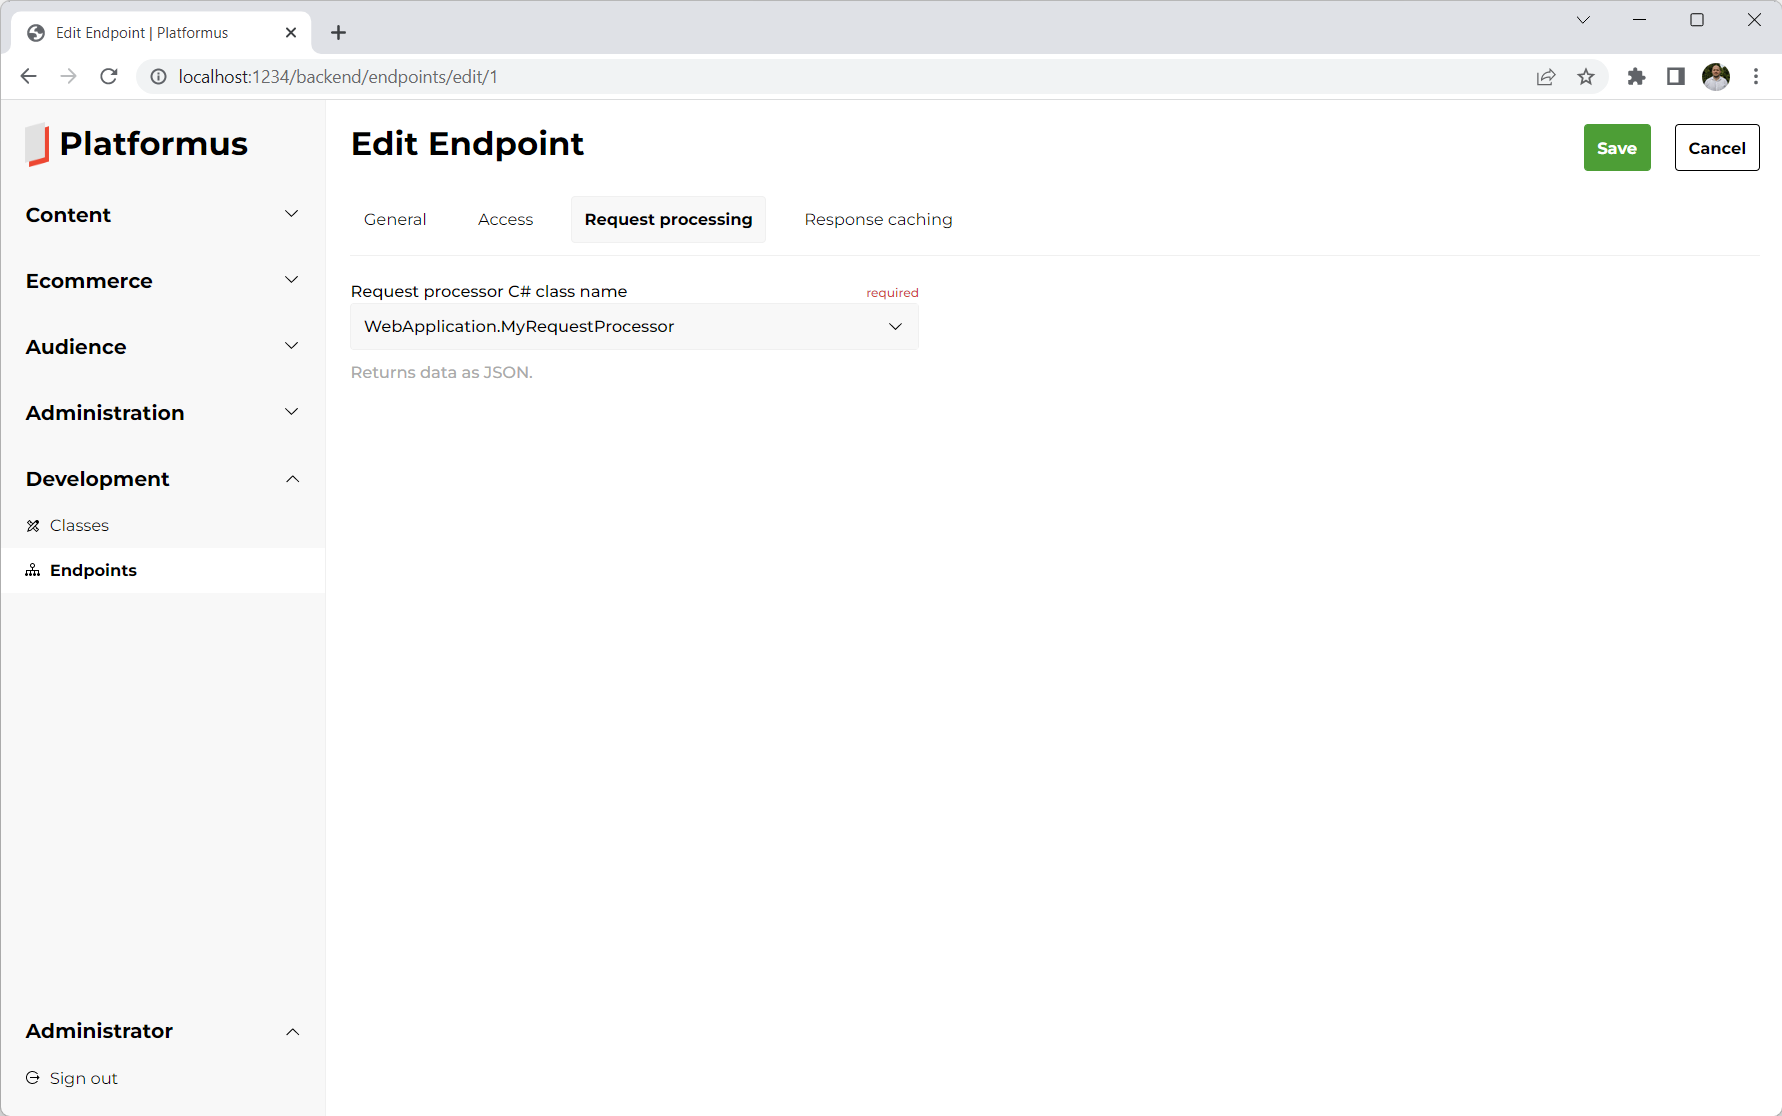 Edit Endpoint | Platformus
localhost:1234/backend/endpoints/edit/1
Platformus
Content
Ecommerce
Audience
Administration
Development
Classes
Endpoints
Administrator
Sign out
Edit Endpoint
Save Cancel
General Access Request processing Response caching
Request processor C# class name required
WebApplication.MyRequestProcessor
Returns data as JSON.